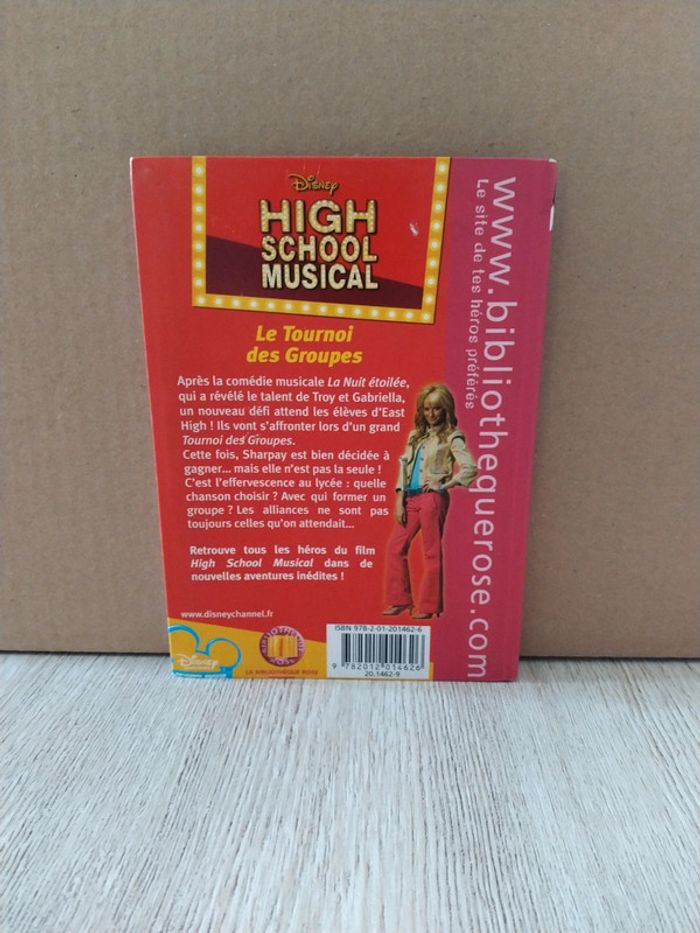 Disney
HIGH
SCHOOL
MUSICAL
Le Tournoi
des Groupes
Après la comédie musicale La Nuit étoilée,
qui a révélé le talent de Troy et Gabriella,
un nouveau défi attend les élèves d'East
High ! Ils vont s'affronter lors d'un grand
Tournoi des Groupes.
Cette fois, Sharpay est bien décidée à
gagner... mais elle n'est pas la seule !
C'est l'effervescence au lycée : quelle
chanson choisir ? Avec qui former un
groupe ? Les alliances ne sont pas
toujours celles qu'on attendait...
Retrouve tous les héros du film
High School Musical dans de
nouvelles aventures inédites !
www.disneychannel.fr
Disney
BIBLIOTHÈQUE
ROSE
LA BIBLIOTHÈQUE ROSE
ISBN 978-2-01-201462-6
9 782012 014626
20.1462-9
www.bibliothequerose.com
Le site de tes héros préférés